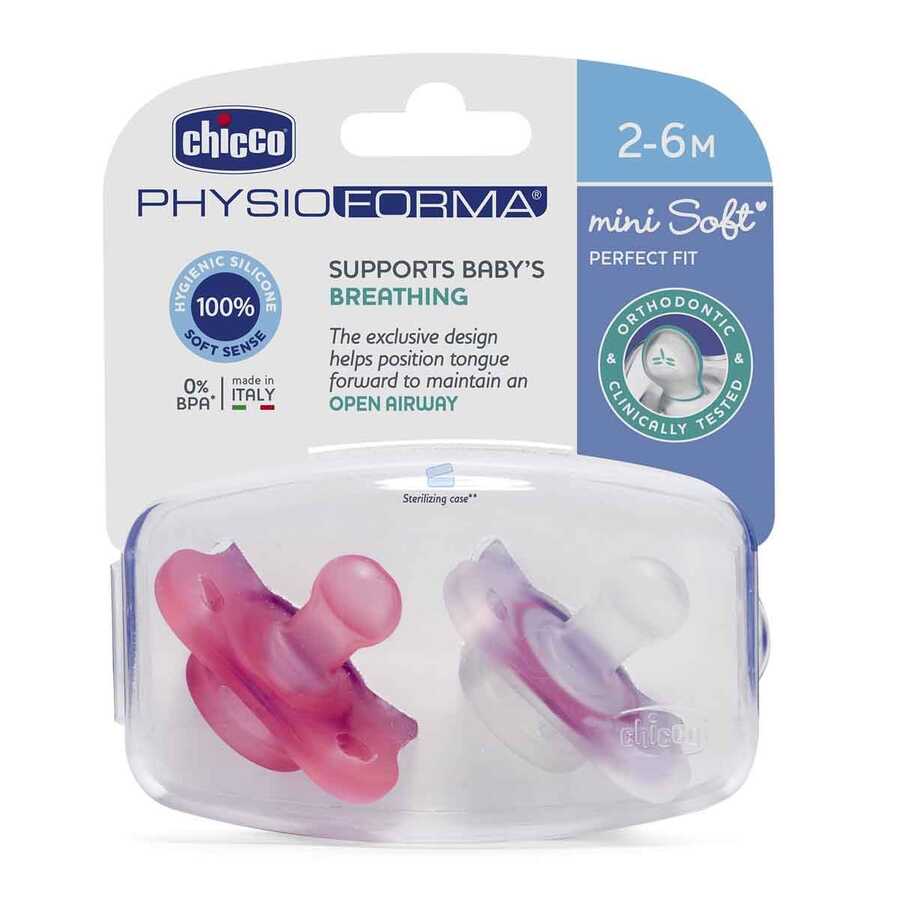 chicco®
PHYSIOFORMA®
2-6M
mini Soft
PERFECT FIT
HYGIENIC SILICONE
100%
SOFT SENSE
0%
BPA*
made in
ITALY
SUPPORTS BABY'S
BREATHING
The exclusive design
helps position tongue
forward to maintain an
OPEN AIRWAY
ORTHODONTIC
& CLINICALLY TESTED &
Sterilizing case**
chicco